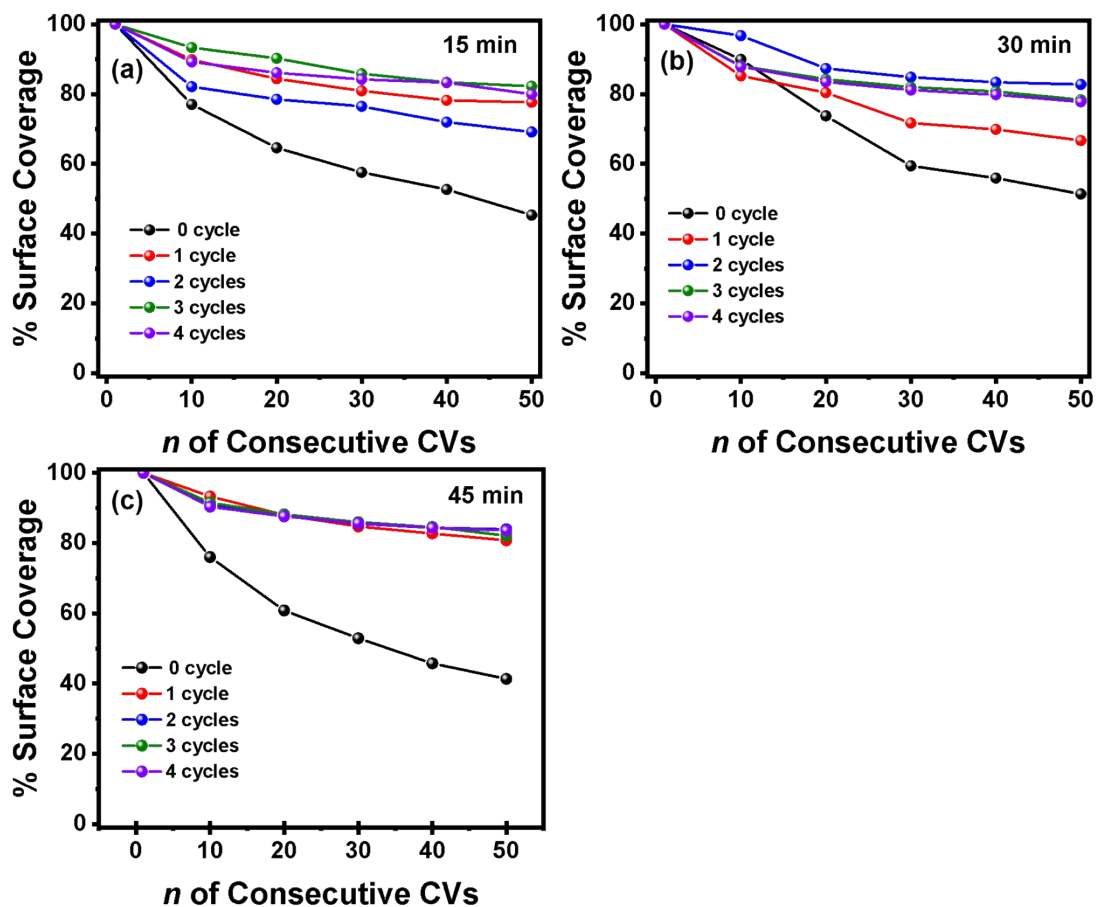 % Surface Coverage
100
80
60
40
20
0
(a)
15 min
0 cycle
1 cycle
2 cycles
3 cycles
4 cycles
0 10 20 30 40 50
n of Consecutive CVs
% Surface Coverage
100
80
60
40
20
0
(b)
30 min
0 cycle
1 cycle
2 cycles
3 cycles
4 cycles
0 10 20 30 40 50
n of Consecutive CVs
% Surface Coverage
100
80
60
40
20
0
(c)
45 min
0 cycle
1 cycle
2 cycles
3 cycles
4 cycles
0 10 20 30 40 50
n of Consecutive CVs